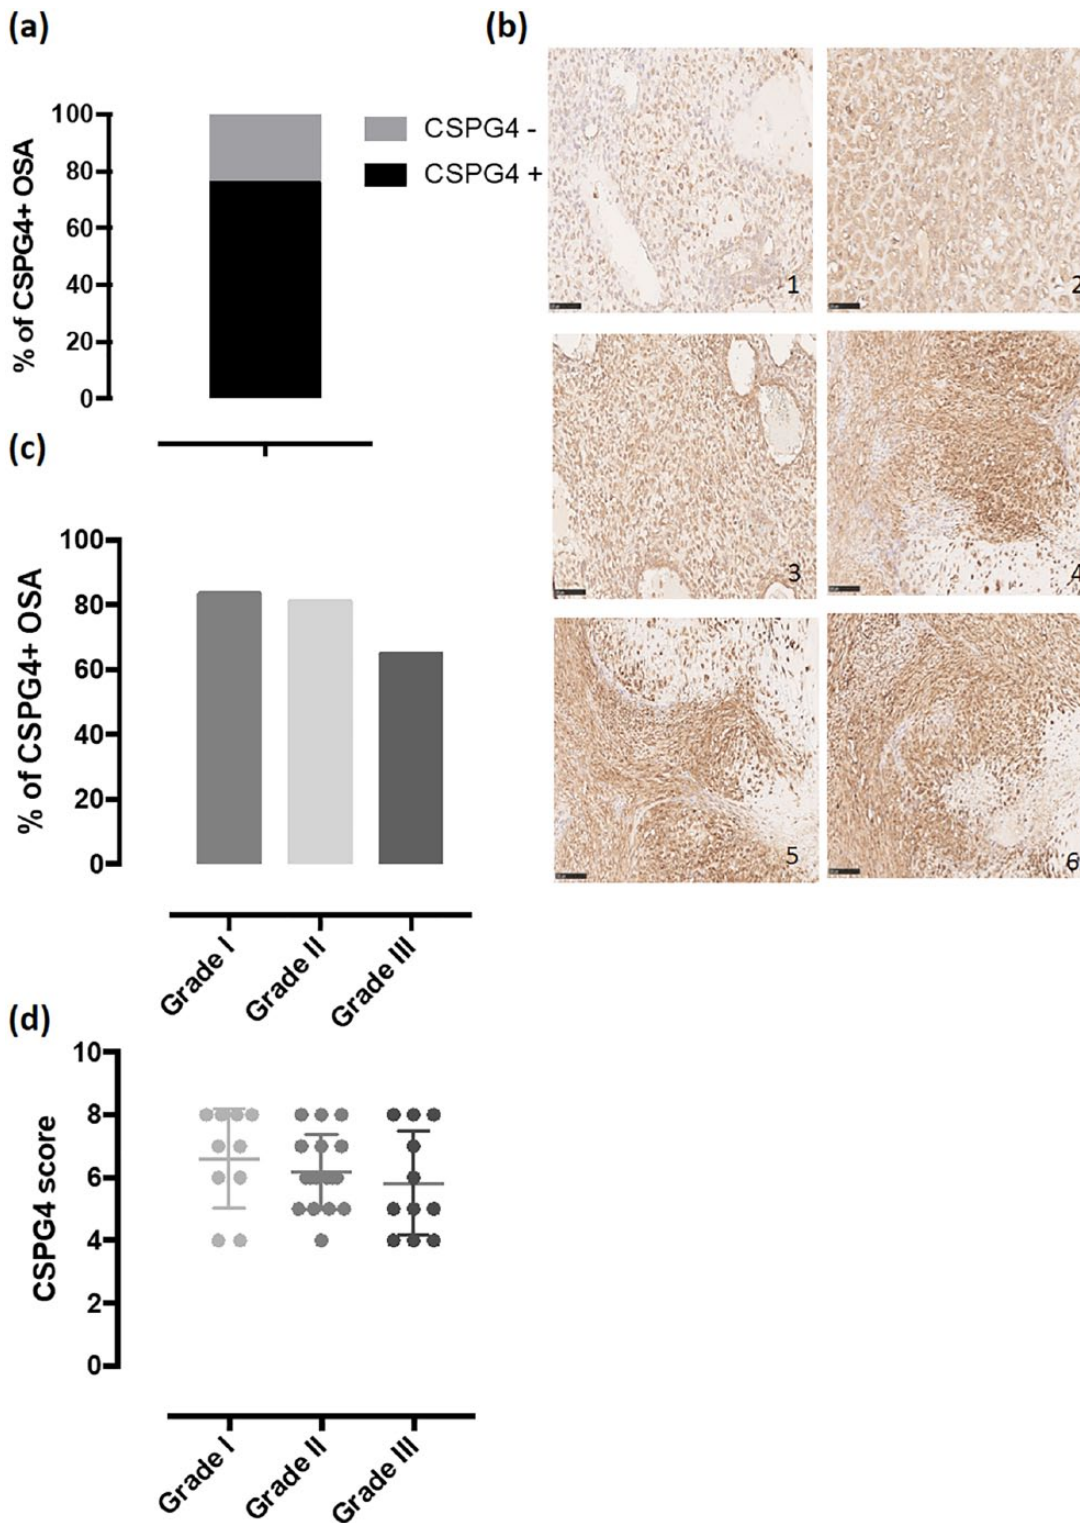 (a)
100
80
60
40
20
0
% of CSPG4+ OSA
CSPG4 -
CSPG4 +
(b)
1
2
3
4
5
6
(c)
100
80
60
40
20
0
% of CSPG4+ OSA
Grade I
Grade II
Grade III
(d)
10
8
6
4
2
0
CSPG4 score
Grade I
Grade II
Grade III